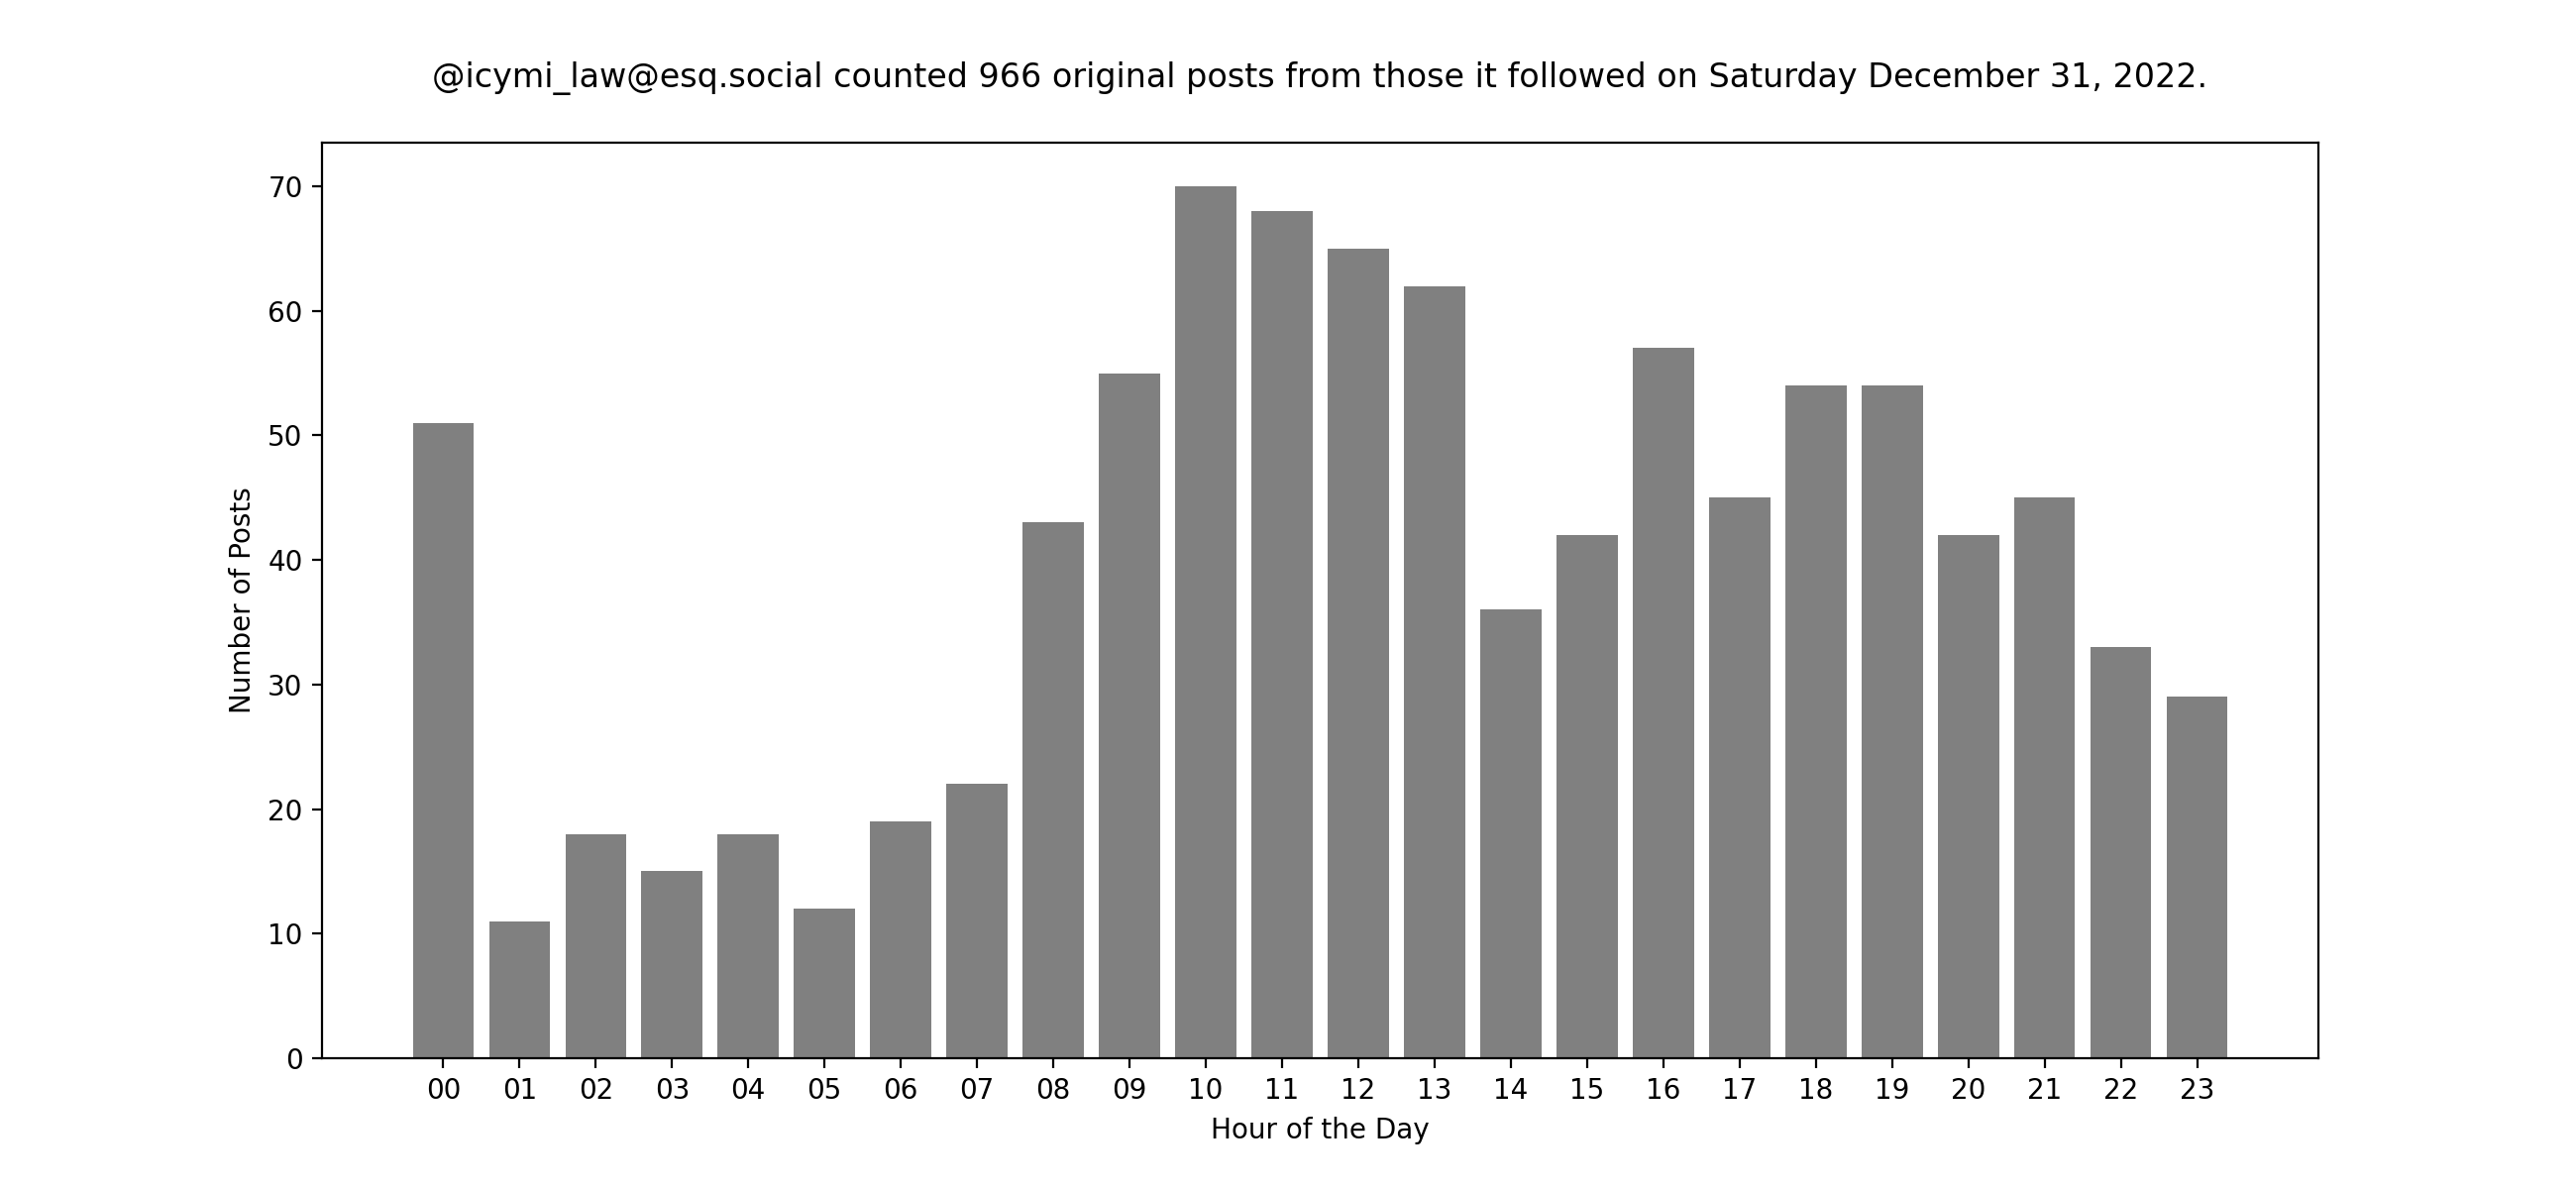 @icymi_law@esq.social counted 966 original posts from those it followed on Saturday December 31, 2022.
70
60
50
40
30
20
10
0
Number of Posts
00 01 02 03 04 05 06 07 08 09 10 11 12 13 14 15 16 17 18 19 20 21 22 23
Hour of the Day